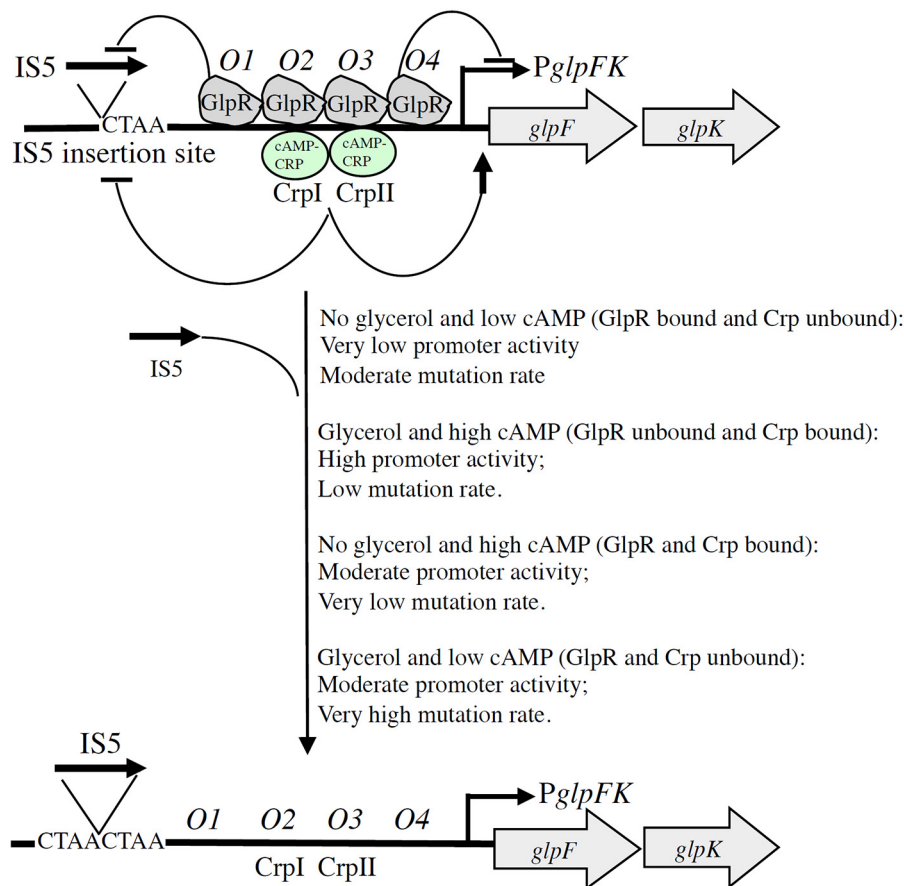 O1 O2 O3 O4
IS5
PglpFK
GlpR GlpR GlpR GlpR
CTAA
glpF glpK
IS5 insertion site
cAMP-CRP cAMP-CRP
CrpI CrpII
No glycerol and low cAMP (GlpR bound and Crp unbound):
Very low promoter activity
Moderate mutation rate
IS5
Glycerol and high cAMP (GlpR unbound and Crp bound):
High promoter activity;
Low mutation rate.
No glycerol and high cAMP (GlpR and Crp bound):
Moderate promoter activity;
Very low mutation rate.
Glycerol and low cAMP (GlpR and Crp unbound):
Moderate promoter activity;
Very high mutation rate.
IS5
PglpFK
O1 O2 O3 O4
CTAACTAA
glpF glpK
CrpI CrpII